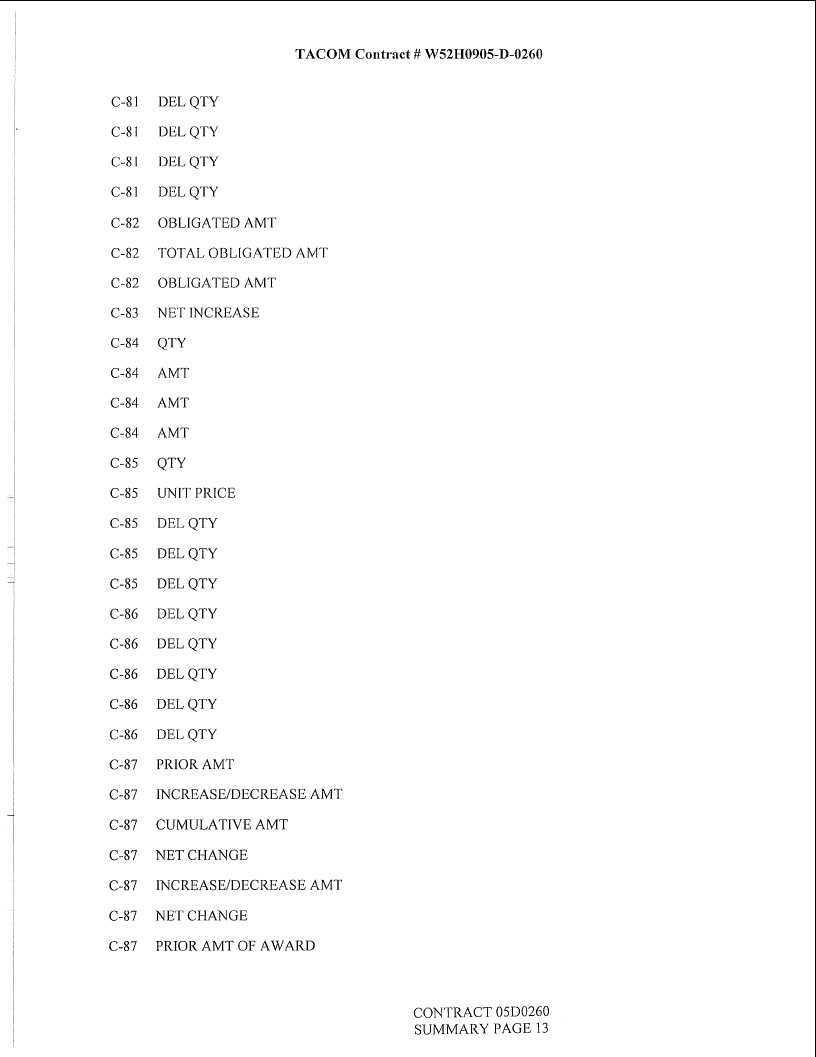 TACOM Contract # W52H0905-D-0260
C-81 DEL QTY
C-81 DEL QTY
C-81 DEL QTY
C-81 DEL QTY
C-82 OBLIGATED AMT
C-82 TOTAL OBLIGATED AMT
C-82 OBLIGATED AMT
C-83 NET INCREASE
C-84 QTY
C-84 AMT
C-84 AMT
C-84 AMT
C-85 QTY
C-85 UNIT PRICE
C-85 DEL QTY
C-85 DEL QTY
C-85 DEL QTY
C-86 DEL QTY
C-86 DEL QTY
C-86 DEL QTY
C-86 DEL QTY
C-86 DEL QTY
C-87 PRIOR AMT
C-87 INCREASE/DECREASE AMT
C-87 CUMULATIVE AMT
C-87 NET CHANGE
C-87 INCREASE/DECREASE AMT
C-87 NET CHANGE
C-87 PRIOR AMT OF AWARD
CONTRACT 05D0260
SUMMARY PAGE 13